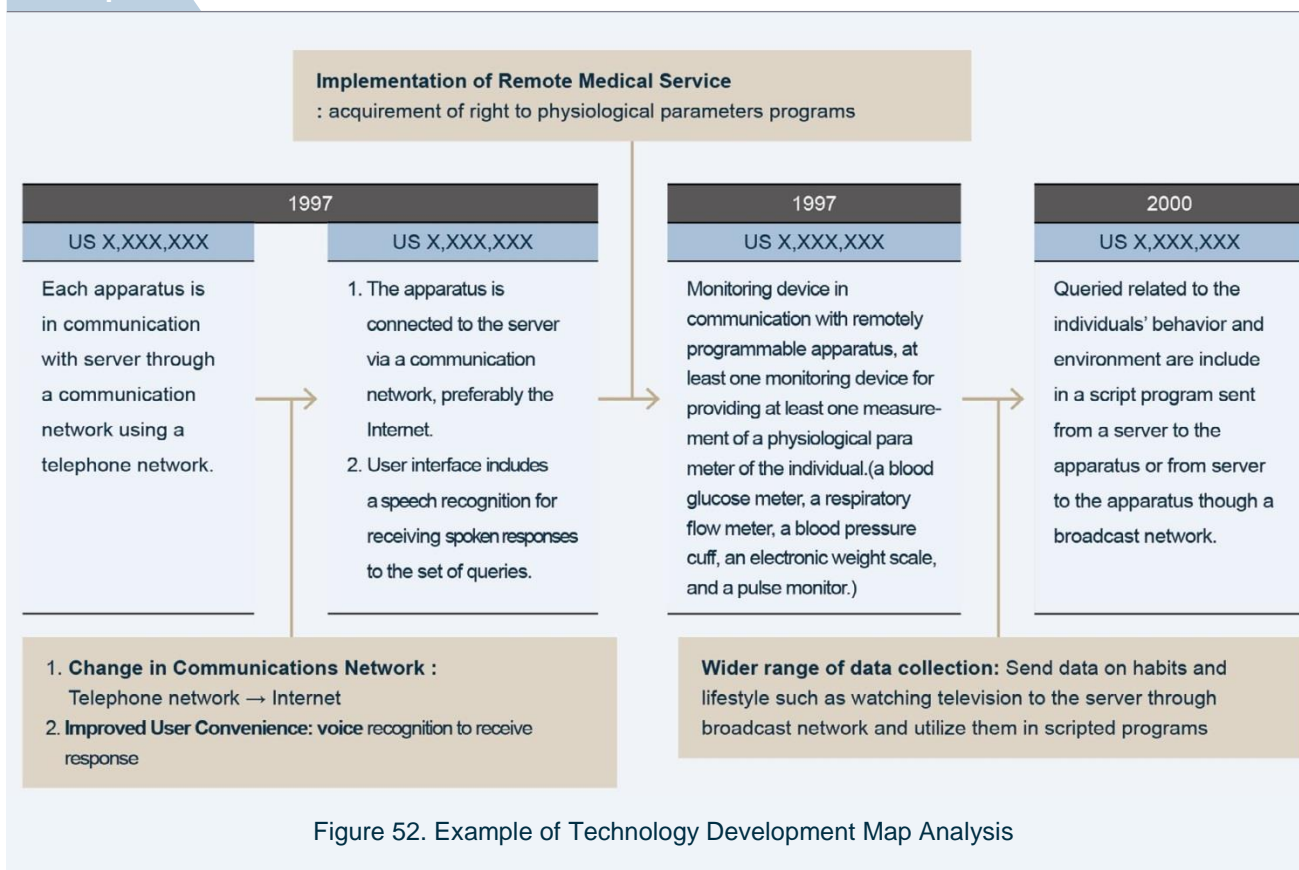 Implementation of Remote Medical Service
: acquirement of right to physiological parameters programs
1997
US X,XXX,XXX
Each apparatus is
in communication
with server through
a communication
network using a
telephone network.
US X,XXX,XXX
1. The apparatus is
connected to the server
via a communication
network, preferably the
Internet.
2. User interface includes
a speech recognition for
receiving spoken responses
to the set of queries.
1997
US X,XXX,XXX
Monitoring device in
communication with remotely
programmable apparatus, at
least one monitoring device for
providing at least one measure-
ment of a physiological para
meter of the individual.(a blood
glucose meter, a respiratory
flow meter, a blood pressure
cuff, an electronic weight scale,
and a pulse monitor.)
2000
US X,XXX,XXX
Queried related to the
individuals’ behavior and
environment are include
in a script program sent
from a server to the
apparatus or from server
to the apparatus though a
broadcast network.
1. Change in Communications Network :
Telephone network → Internet
2. Improved User Convenience: voice recognition to receive
response
Wider range of data collection: Send data on habits and
lifestyle such as watching television to the server through
broadcast network and utilize them in scripted programs
Figure 52. Example of Technology Development Map Analysis